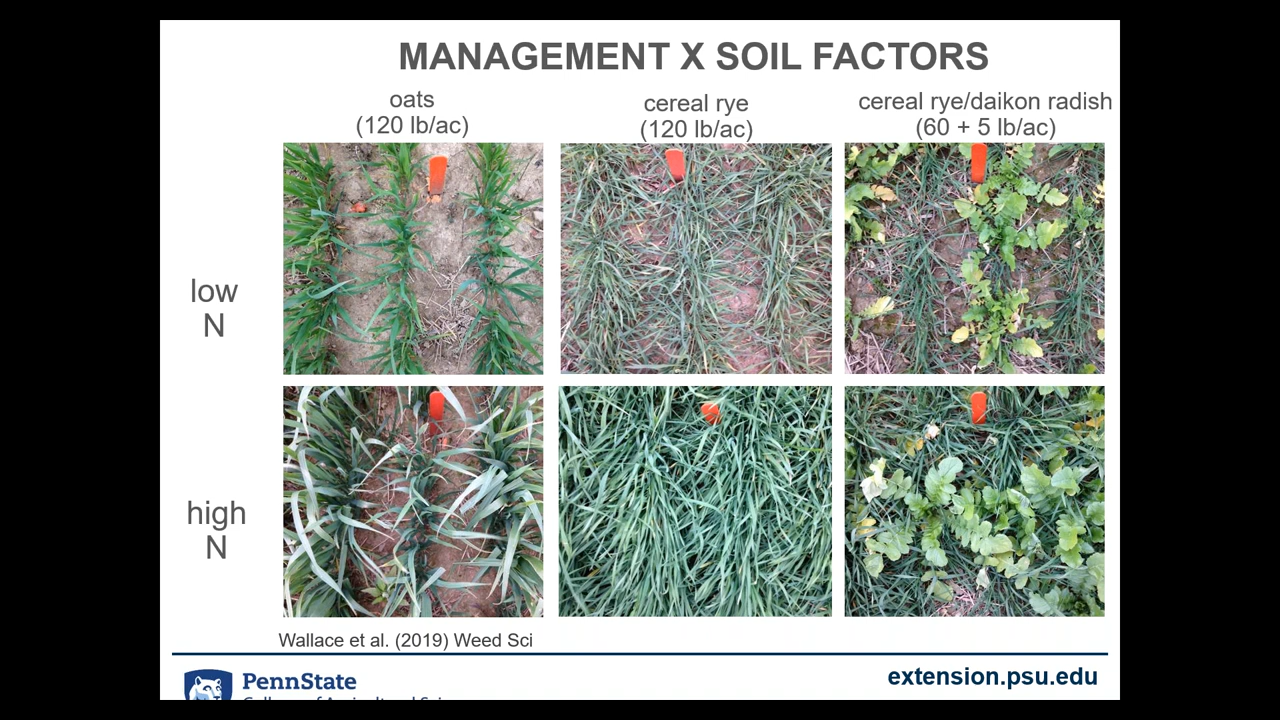 MANAGEMENT X SOIL FACTORS
oats
(120 lb/ac)
cereal rye
(120 lb/ac)
cereal rye/daikon radish
(60 + 5 lb/ac)
low
N
high
N
Wallace et al. (2019) Weed Sci
PennState
extension.psu.edu